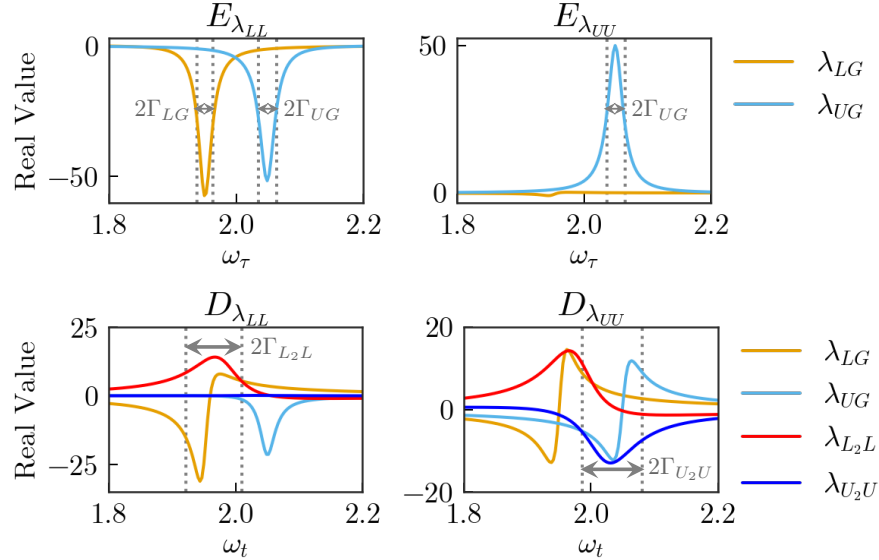 E_{λ_{LL}}
E_{λ_{UU}}
Real Value
0
−50
2Γ_{LG}
2Γ_{UG}
50
0
2Γ_{UG}
λ_{LG}
λ_{UG}
1.8 2.0 2.2
1.8 2.0 2.2
ω_τ
ω_τ
D_{λ_{LL}}
D_{λ_{UU}}
Real Value
25
0
−25
2Γ_{L_2L}
20
0
−20
2Γ_{U_2U}
λ_{LG}
λ_{UG}
λ_{L_2L}
λ_{U_2U}
1.8 2.0 2.2
1.8 2.0 2.2
ω_t
ω_t